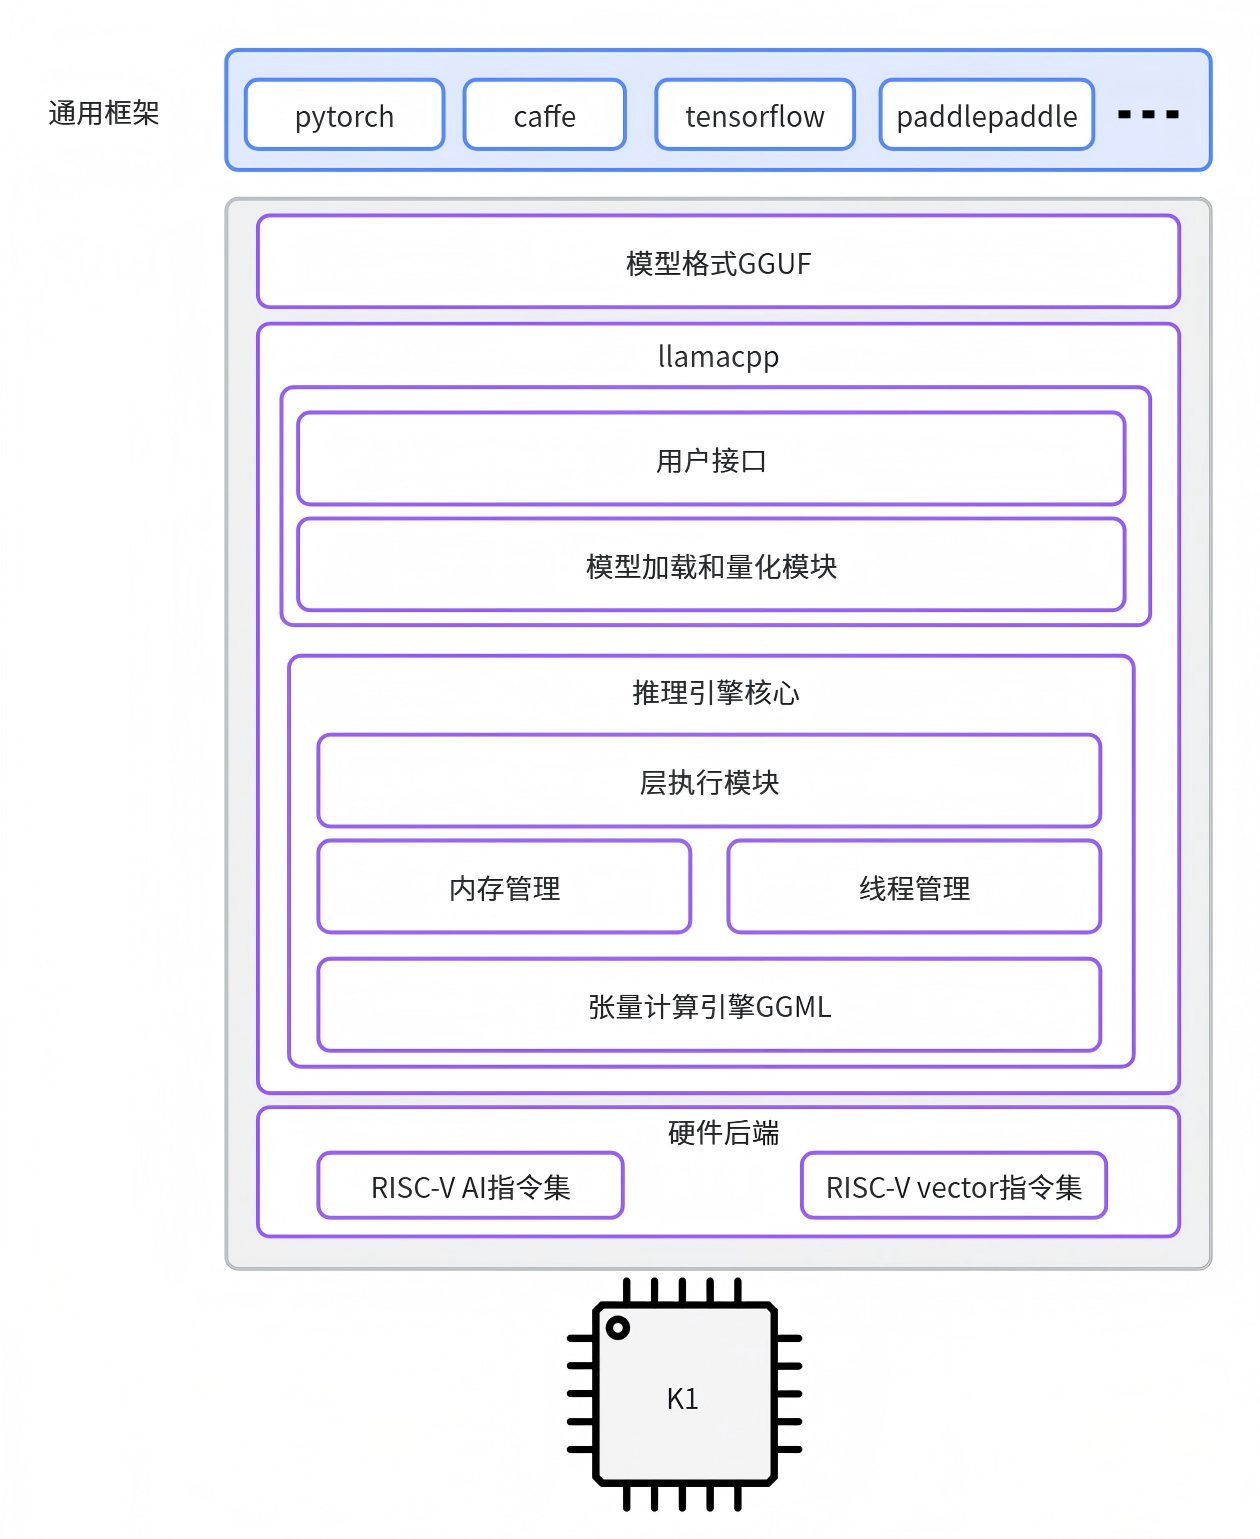 通用框架
pytorch
caffe
tensorflow
paddlepaddle
模型格式GGUF
llamacpp
用户接口
模型加载和量化模块
推理引擎核心
层执行模块
内存管理
线程管理
张量计算引擎GGML
硬件后端
RISC-V AI指令集
RISC-V vector指令集
K1